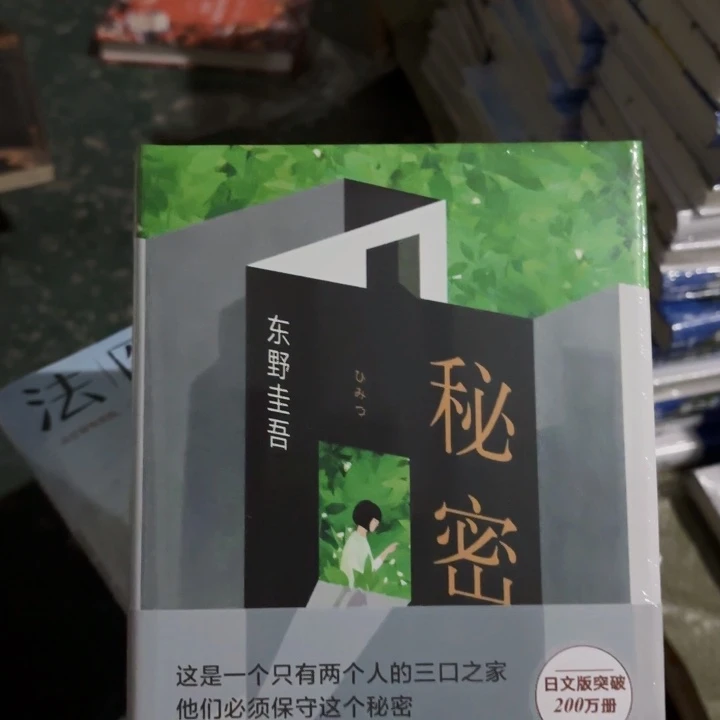 东野圭吾
ひみつ
秘密
这是一个只有两个人的三口之家
他们必须保守这个秘密
日文版突破
200万册
法